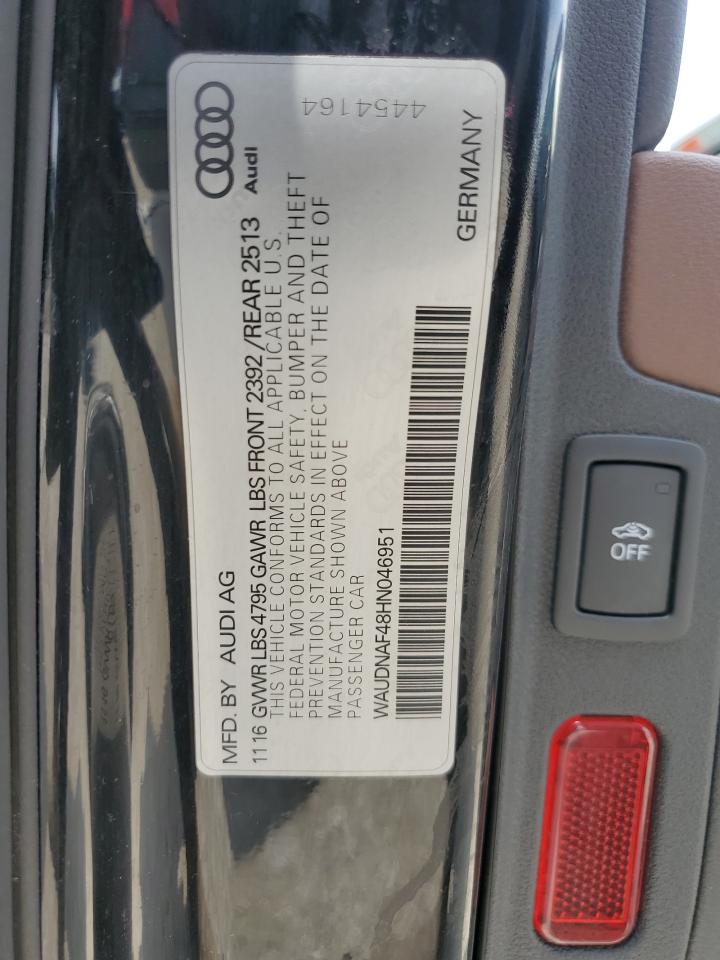 Audi
4454164
MFD. BY AUDI AG
1116 GVWR LBS 4795 GAWR LBS FRONT 2392 /REAR 2513
THIS VEHICLE CONFORMS TO ALL APPLICABLE U.S.
FEDERAL MOTOR VEHICLE SAFETY, BUMPER AND THEFT
PREVENTION STANDARDS IN EFFECT ON THE DATE OF
MANUFACTURE SHOWN ABOVE
PASSENGER CAR
WAUDNAF48HN046951
GERMANY
OFF